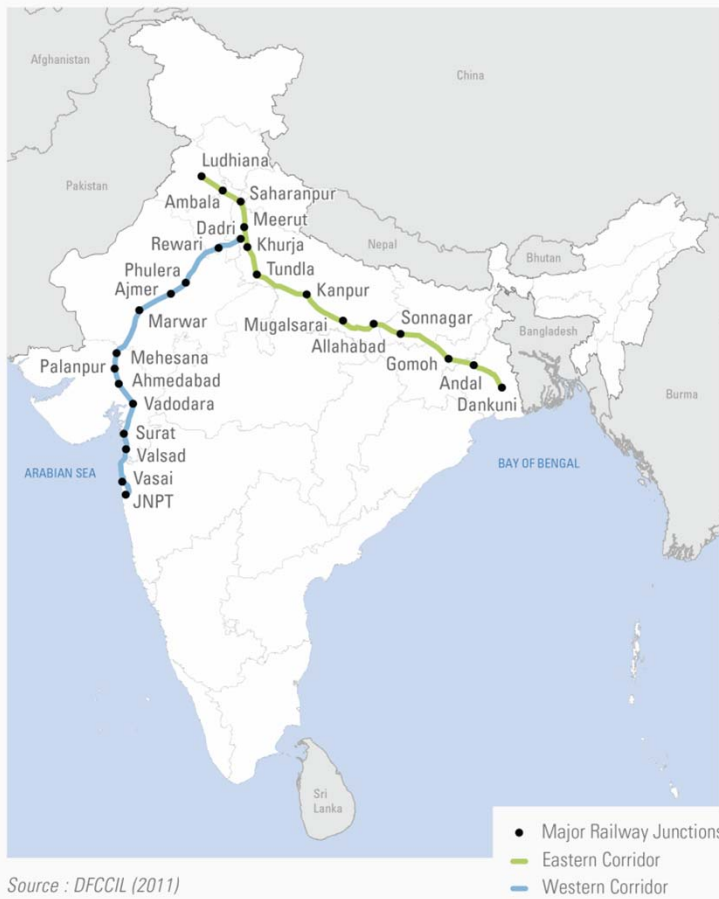 Afghanistan
China
Ludhiana
Pakistan
Ambala
Saharanpur
Meerut
Dadri
Rewari
Khurja
Nepal
Bhutan
Phulera
Tundla
Ajmer
Kanpur
Marwar
Mugalsarai
Sonnagar
Bangladesh
Allahabad
Mehesana
Palanpur
Gomoh
Ahmedabad
Andal
Burma
Vadodara
Dankuni
Surat
Valsad
BAY OF BENGAL
ARABIAN SEA
Vasai
JNPT
Sri
Lanka
Major Railway Junctions
Eastern Corridor
Western Corridor
Source : DFCCIL (2011)